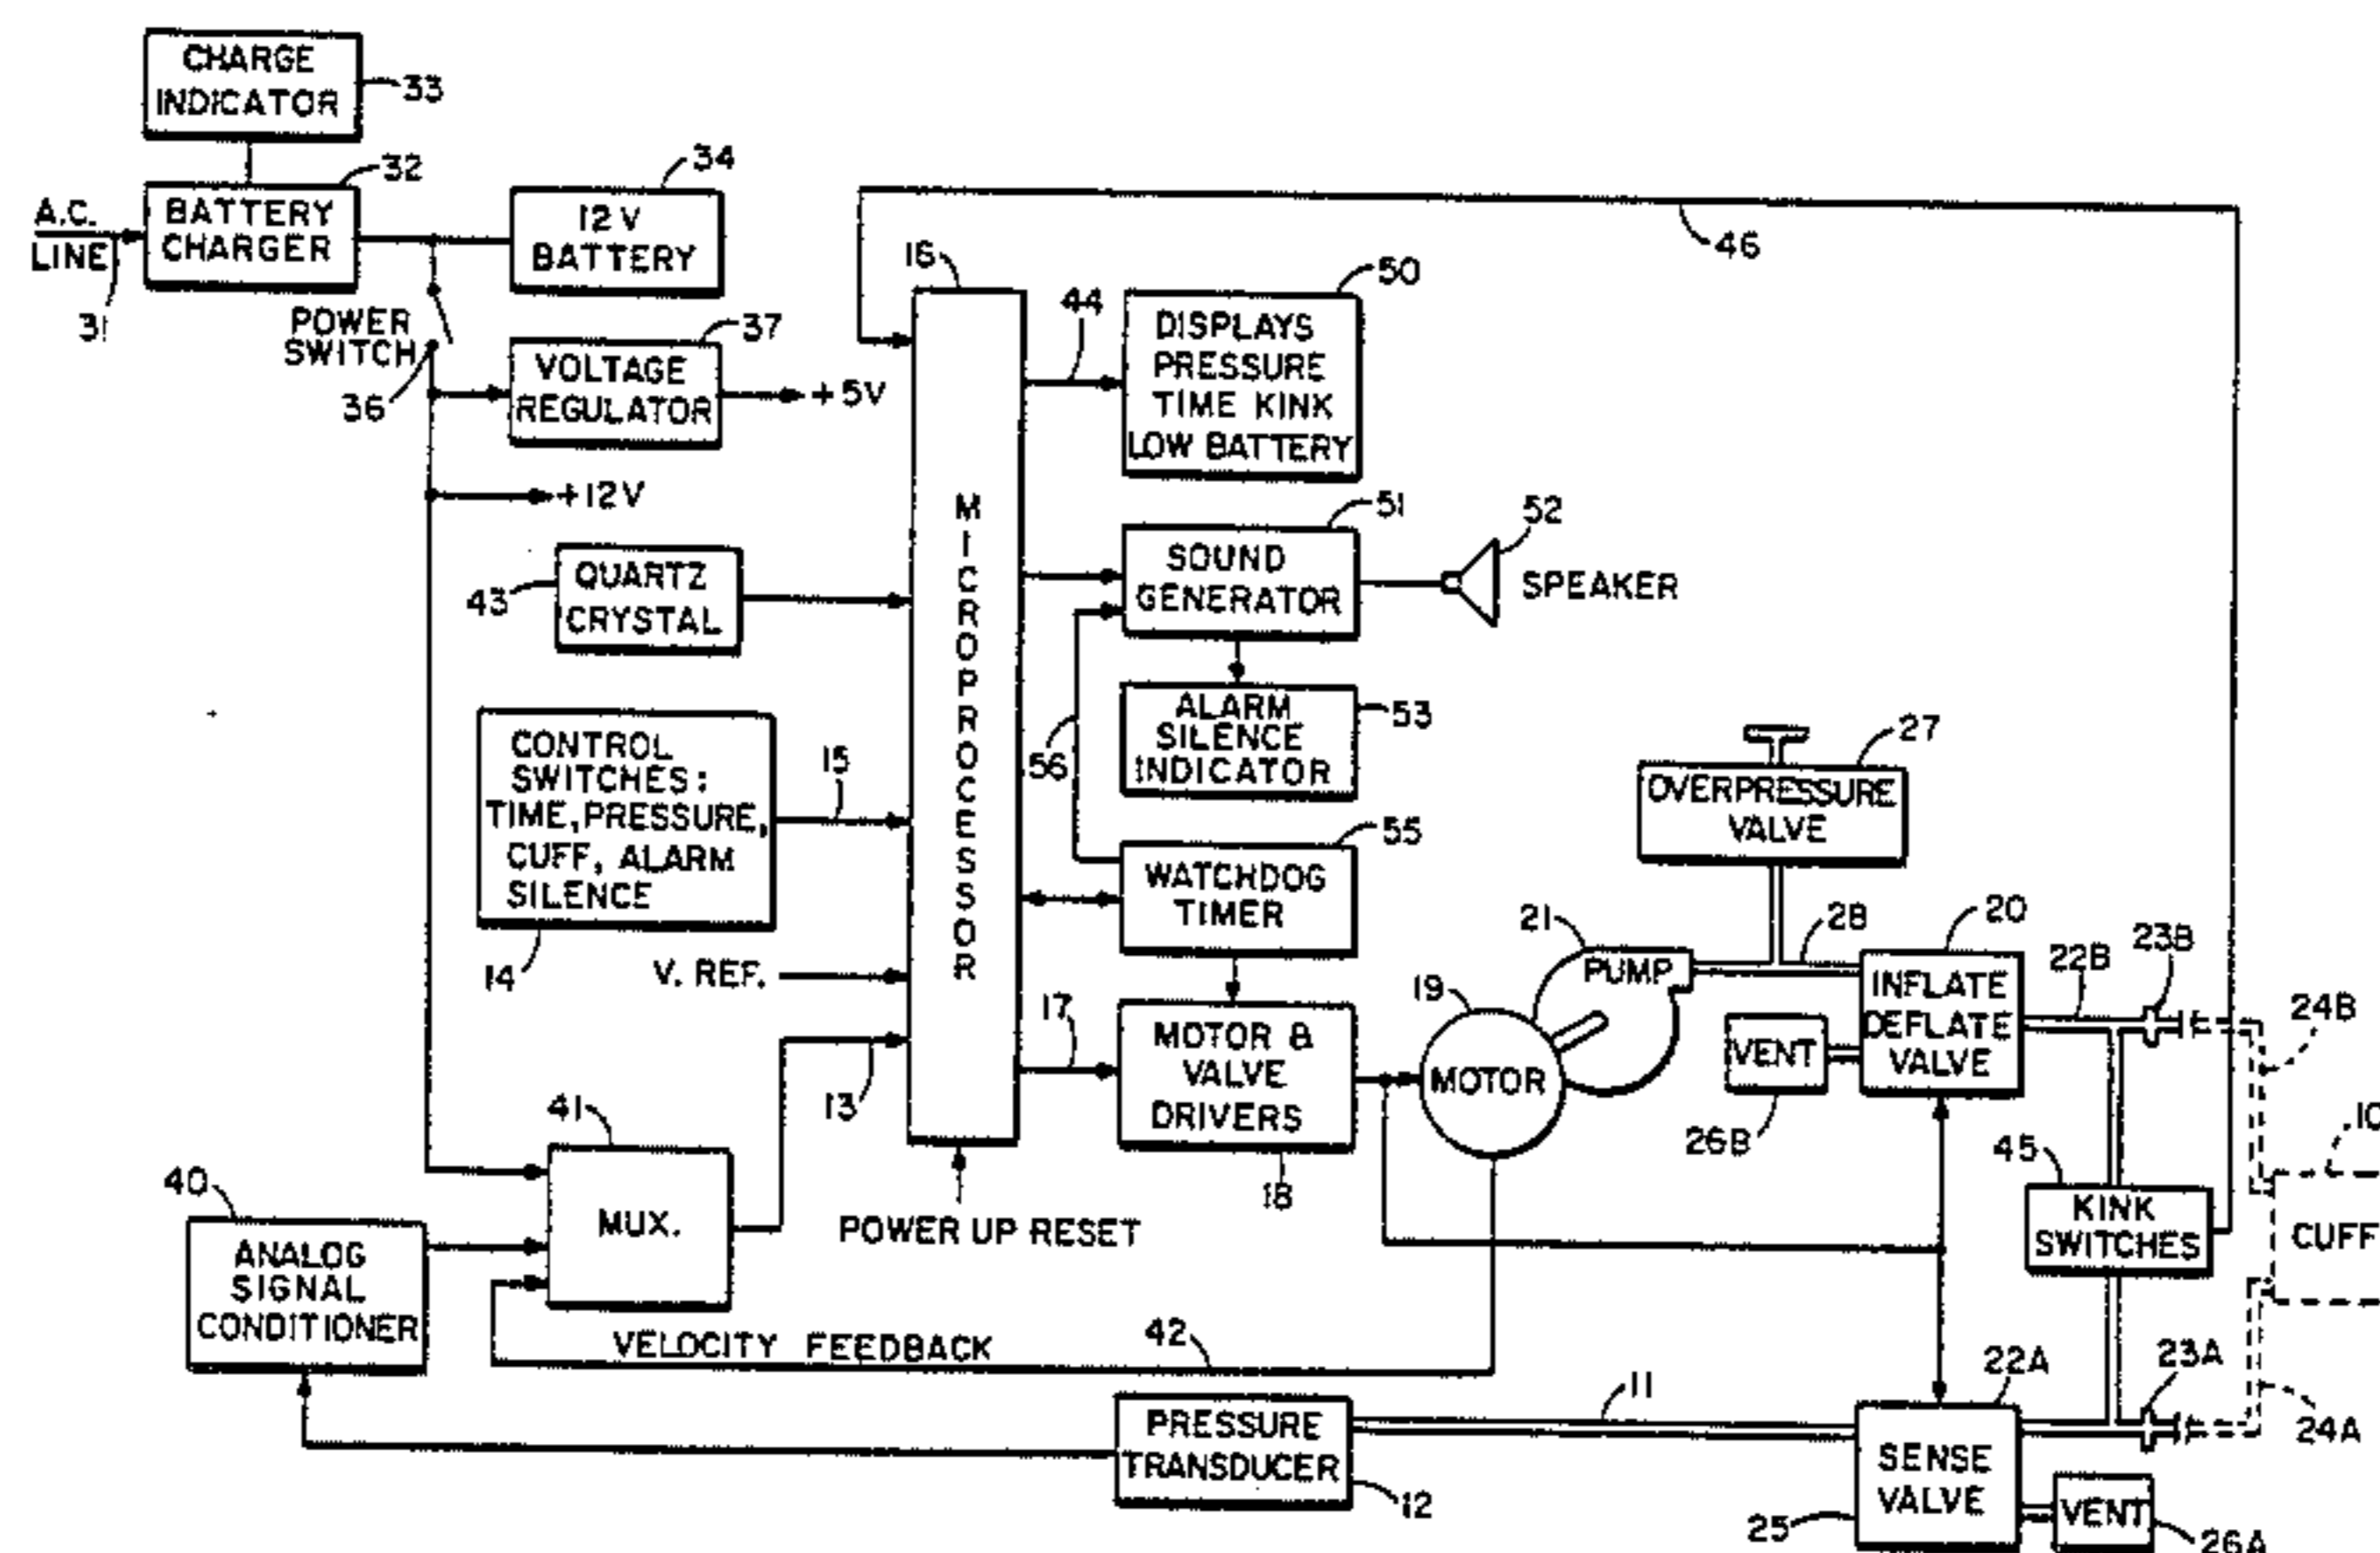 CHARGE
INDICATOR
33
32
34
A.C.
LINE
31
BATTERY
CHARGER
12 V
BATTERY
46
POWER
SWITCH
36
37
VOLTAGE
REGULATOR
+5V
+12V
16
44
50
DISPLAYS
PRESSURE
TIME KINK
LOW BATTERY
43
QUARTZ
CRYSTAL
MICROPROCESSOR
51
SOUND
GENERATOR
52
SPEAKER
CONTROL
SWITCHES:
TIME, PRESSURE,
CUFF, ALARM
SILENCE
14
15
56
ALARM
SILENCE
INDICATOR
53
55
WATCHDOG
TIMER
27
OVERPRESSURE
VALVE
V. REF.
13
17
MOTOR &
VALVE
DRIVERS
18
19
MOTOR
21
PUMP
28
20
INFLATE
DEFLATE
VALVE
VENT
26B
22B
23B
24B
10
CUFF
45
KINK
SWITCHES
40
ANALOG
SIGNAL
CONDITIONER
41
MUX.
POWER UP RESET
VELOCITY FEEDBACK
42
PRESSURE
TRANSDUCER
12
11
22A
23A
24A
SENSE
VALVE
25
VENT
26A